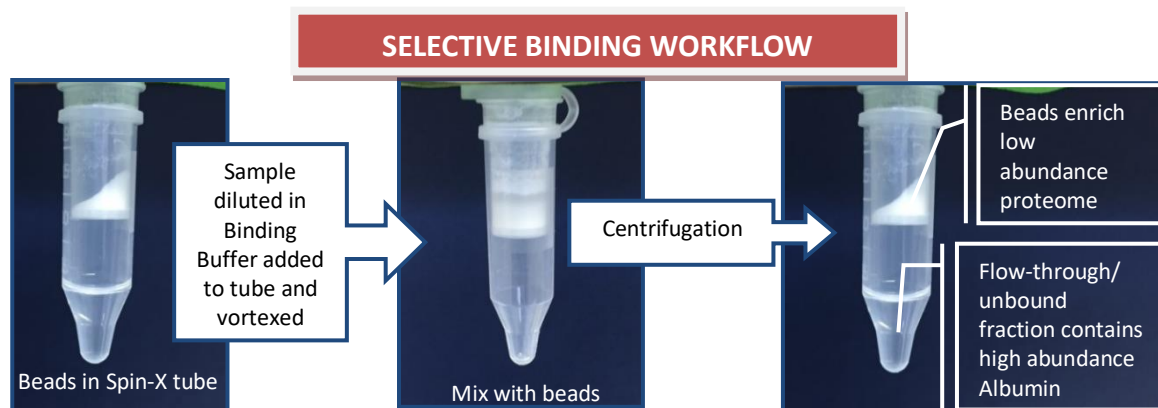 SELECTIVE BINDING WORKFLOW
Beads in Spin-X tube
Sample
diluted in
Binding
Buffer added
to tube and
vortexed
Mix with beads
Centrifugation
Beads enrich
low
abundance
proteome
Flow-through/
unbound
fraction contains
high abundance
Albumin